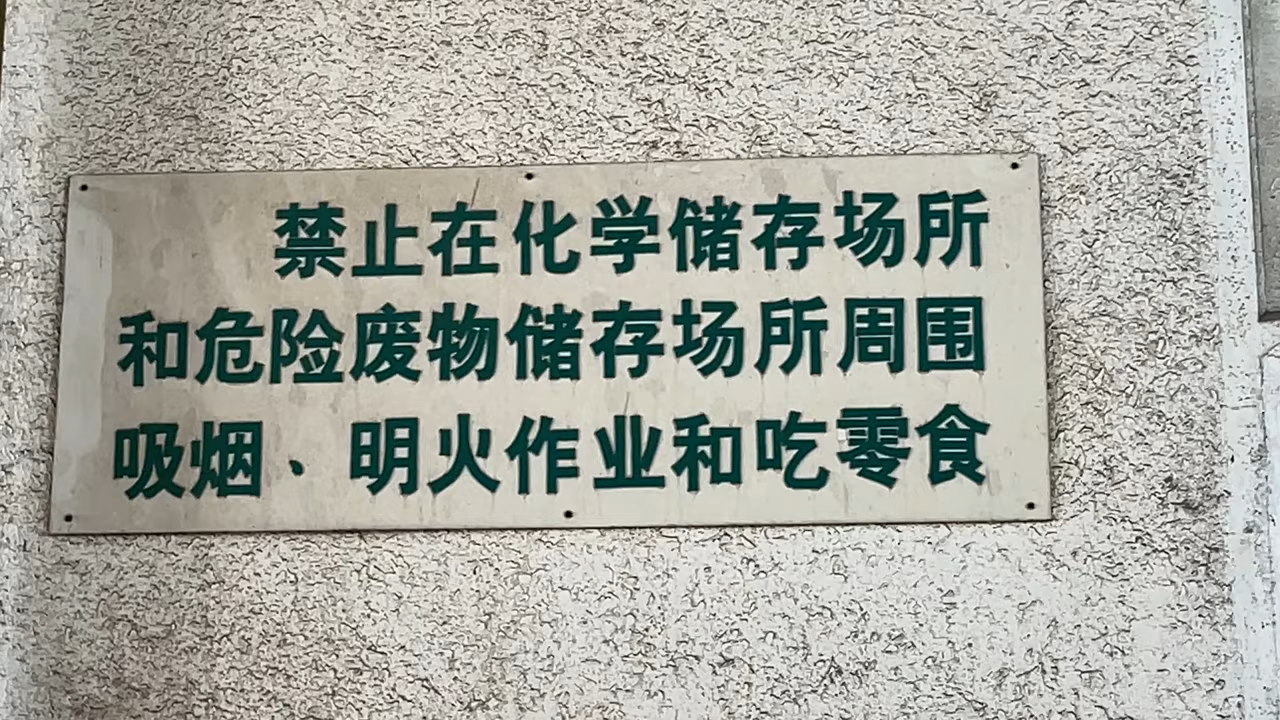 禁止在化学储存场所
和危险废物储存场所周围
吸烟、明火作业和吃零食